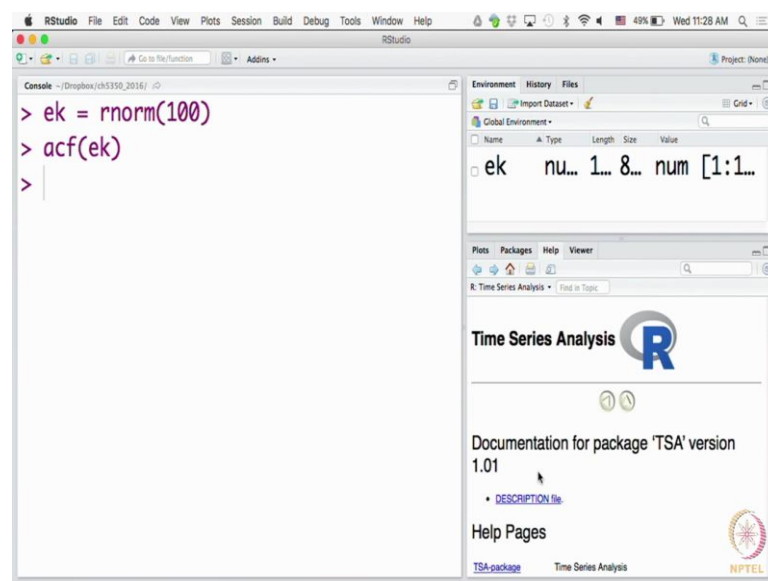 RStudio File Edit Code View Plots Session Build Debug Tools Window Help 49% Wed 11:28 AM
RStudio
Go to file/function Addins Project: (None)
Console ~/Dropbox/ch5350_2016/
> ek = rnorm(100)
> acf(ek)
>
Environment History Files
Import Dataset Grid
Global Environment
Name Type Length Size Value
ek nu... 1... 8... num [1:1...
Plots Packages Help Viewer
R: Time Series Analysis Find in Topic
Time Series Analysis R
Documentation for package 'TSA' version
1.01
• DESCRIPTION file.
Help Pages
TSA-package Time Series Analysis
NPTEL